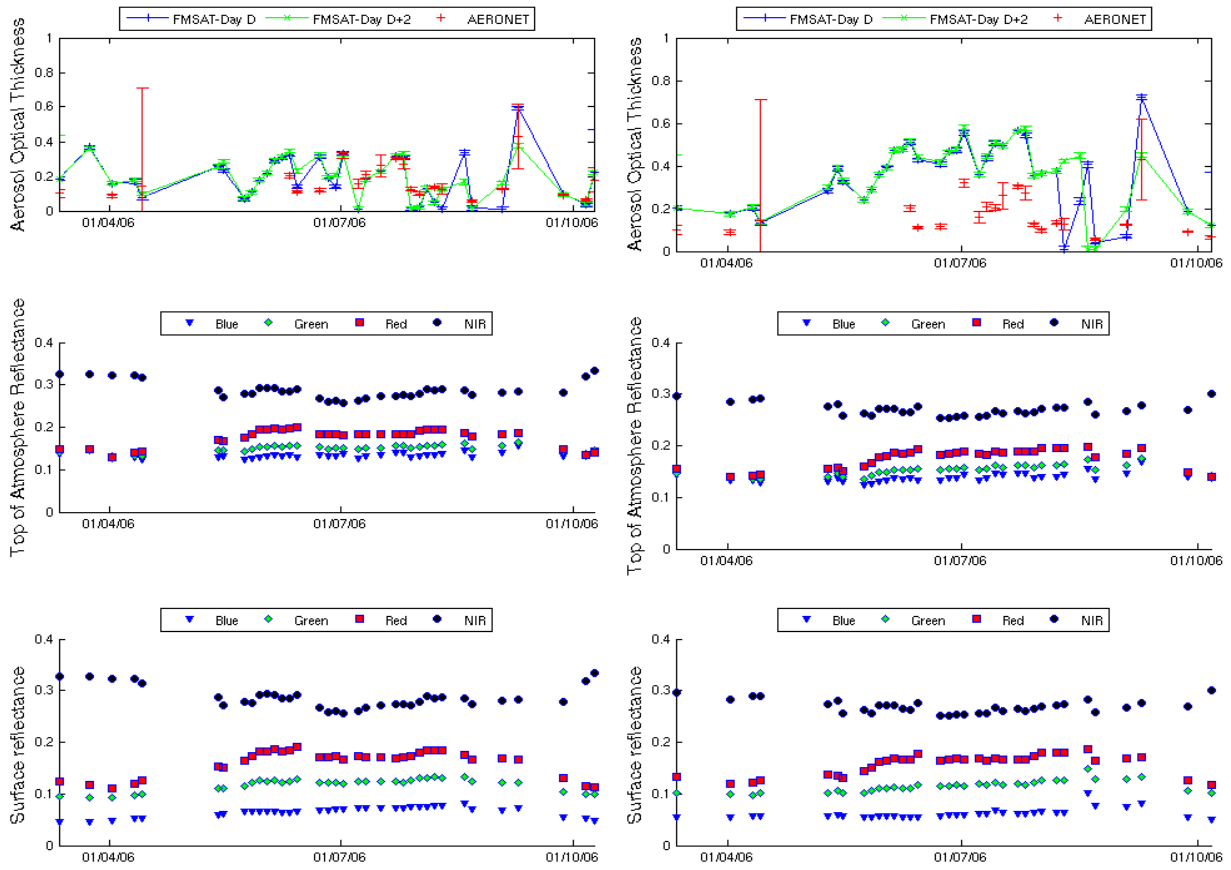 FMSAT-Day D FMSAT-Day D+2 AERONET
Aerosol Optical Thickness
1
0.8
0.6
0.4
0.2
0
01/04/06 01/07/06 01/10/06
FMSAT-Day D FMSAT-Day D+2 AERONET
Aerosol Optical Thickness
1
0.8
0.6
0.4
0.2
0
01/04/06 01/07/06 01/10/06
Blue Green Red NIR
Top of Atmosphere Reflectance
0.4
0.3
0.2
0.1
0
01/04/06 01/07/06 01/10/06
Blue Green Red NIR
Top of Atmosphere Reflectance
0.4
0.3
0.2
0.1
0
01/04/06 01/07/06 01/10/06
Blue Green Red NIR
Surface reflectance
0.4
0.3
0.2
0.1
0
01/04/06 01/07/06 01/10/06
Blue Green Red NIR
Surface reflectance
0.4
0.3
0.2
0.1
0
01/04/06 01/07/06 01/10/06